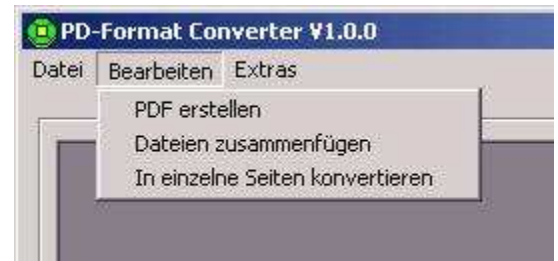 PD-Format Converter V1.0.0
Datei Bearbeiten Extras
PDF erstellen
Dateien zusammenfügen
In einzelne Seiten konvertieren